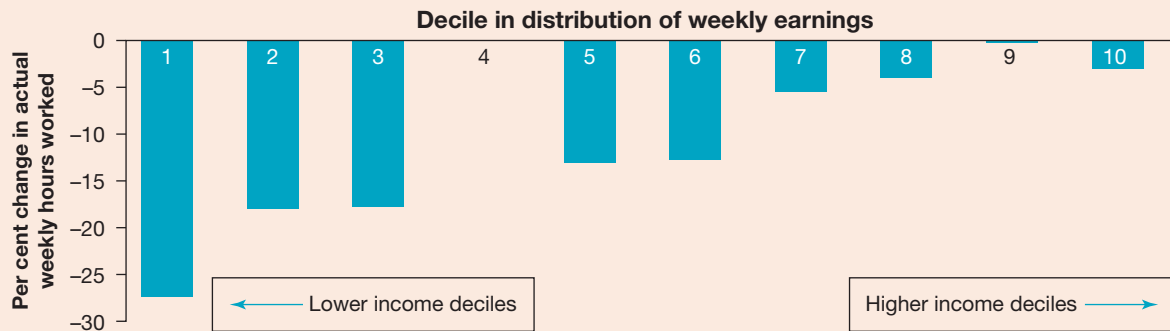 Decile in distribution of weekly earnings
Per cent change in actual
weekly hours worked
0
–5
–10
–15
–20
–25
–30
1 2 3 4 5 6 7 8 9 10
Lower income deciles
Higher income deciles